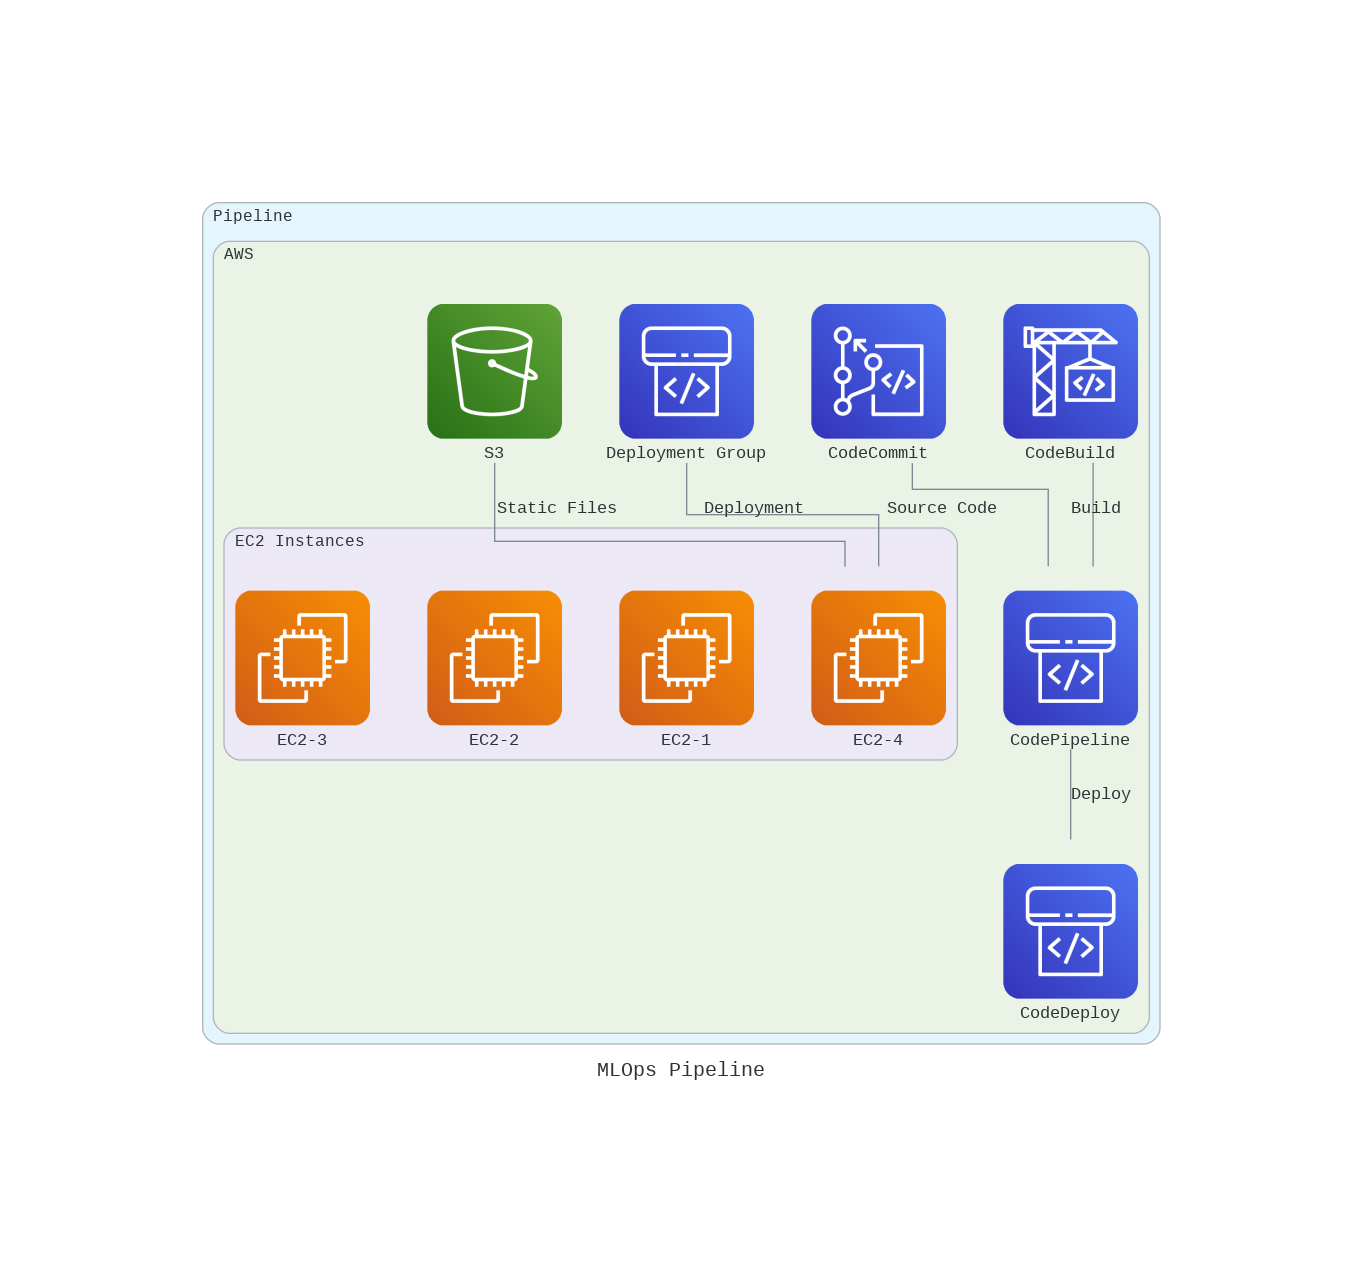 Pipeline
AWS
S3
Deployment Group
CodeCommit
CodeBuild
Static Files
Deployment
Source Code
Build
EC2 Instances
EC2-3
EC2-2
EC2-1
EC2-4
CodePipeline
Deploy
CodeDeploy
MLOps Pipeline